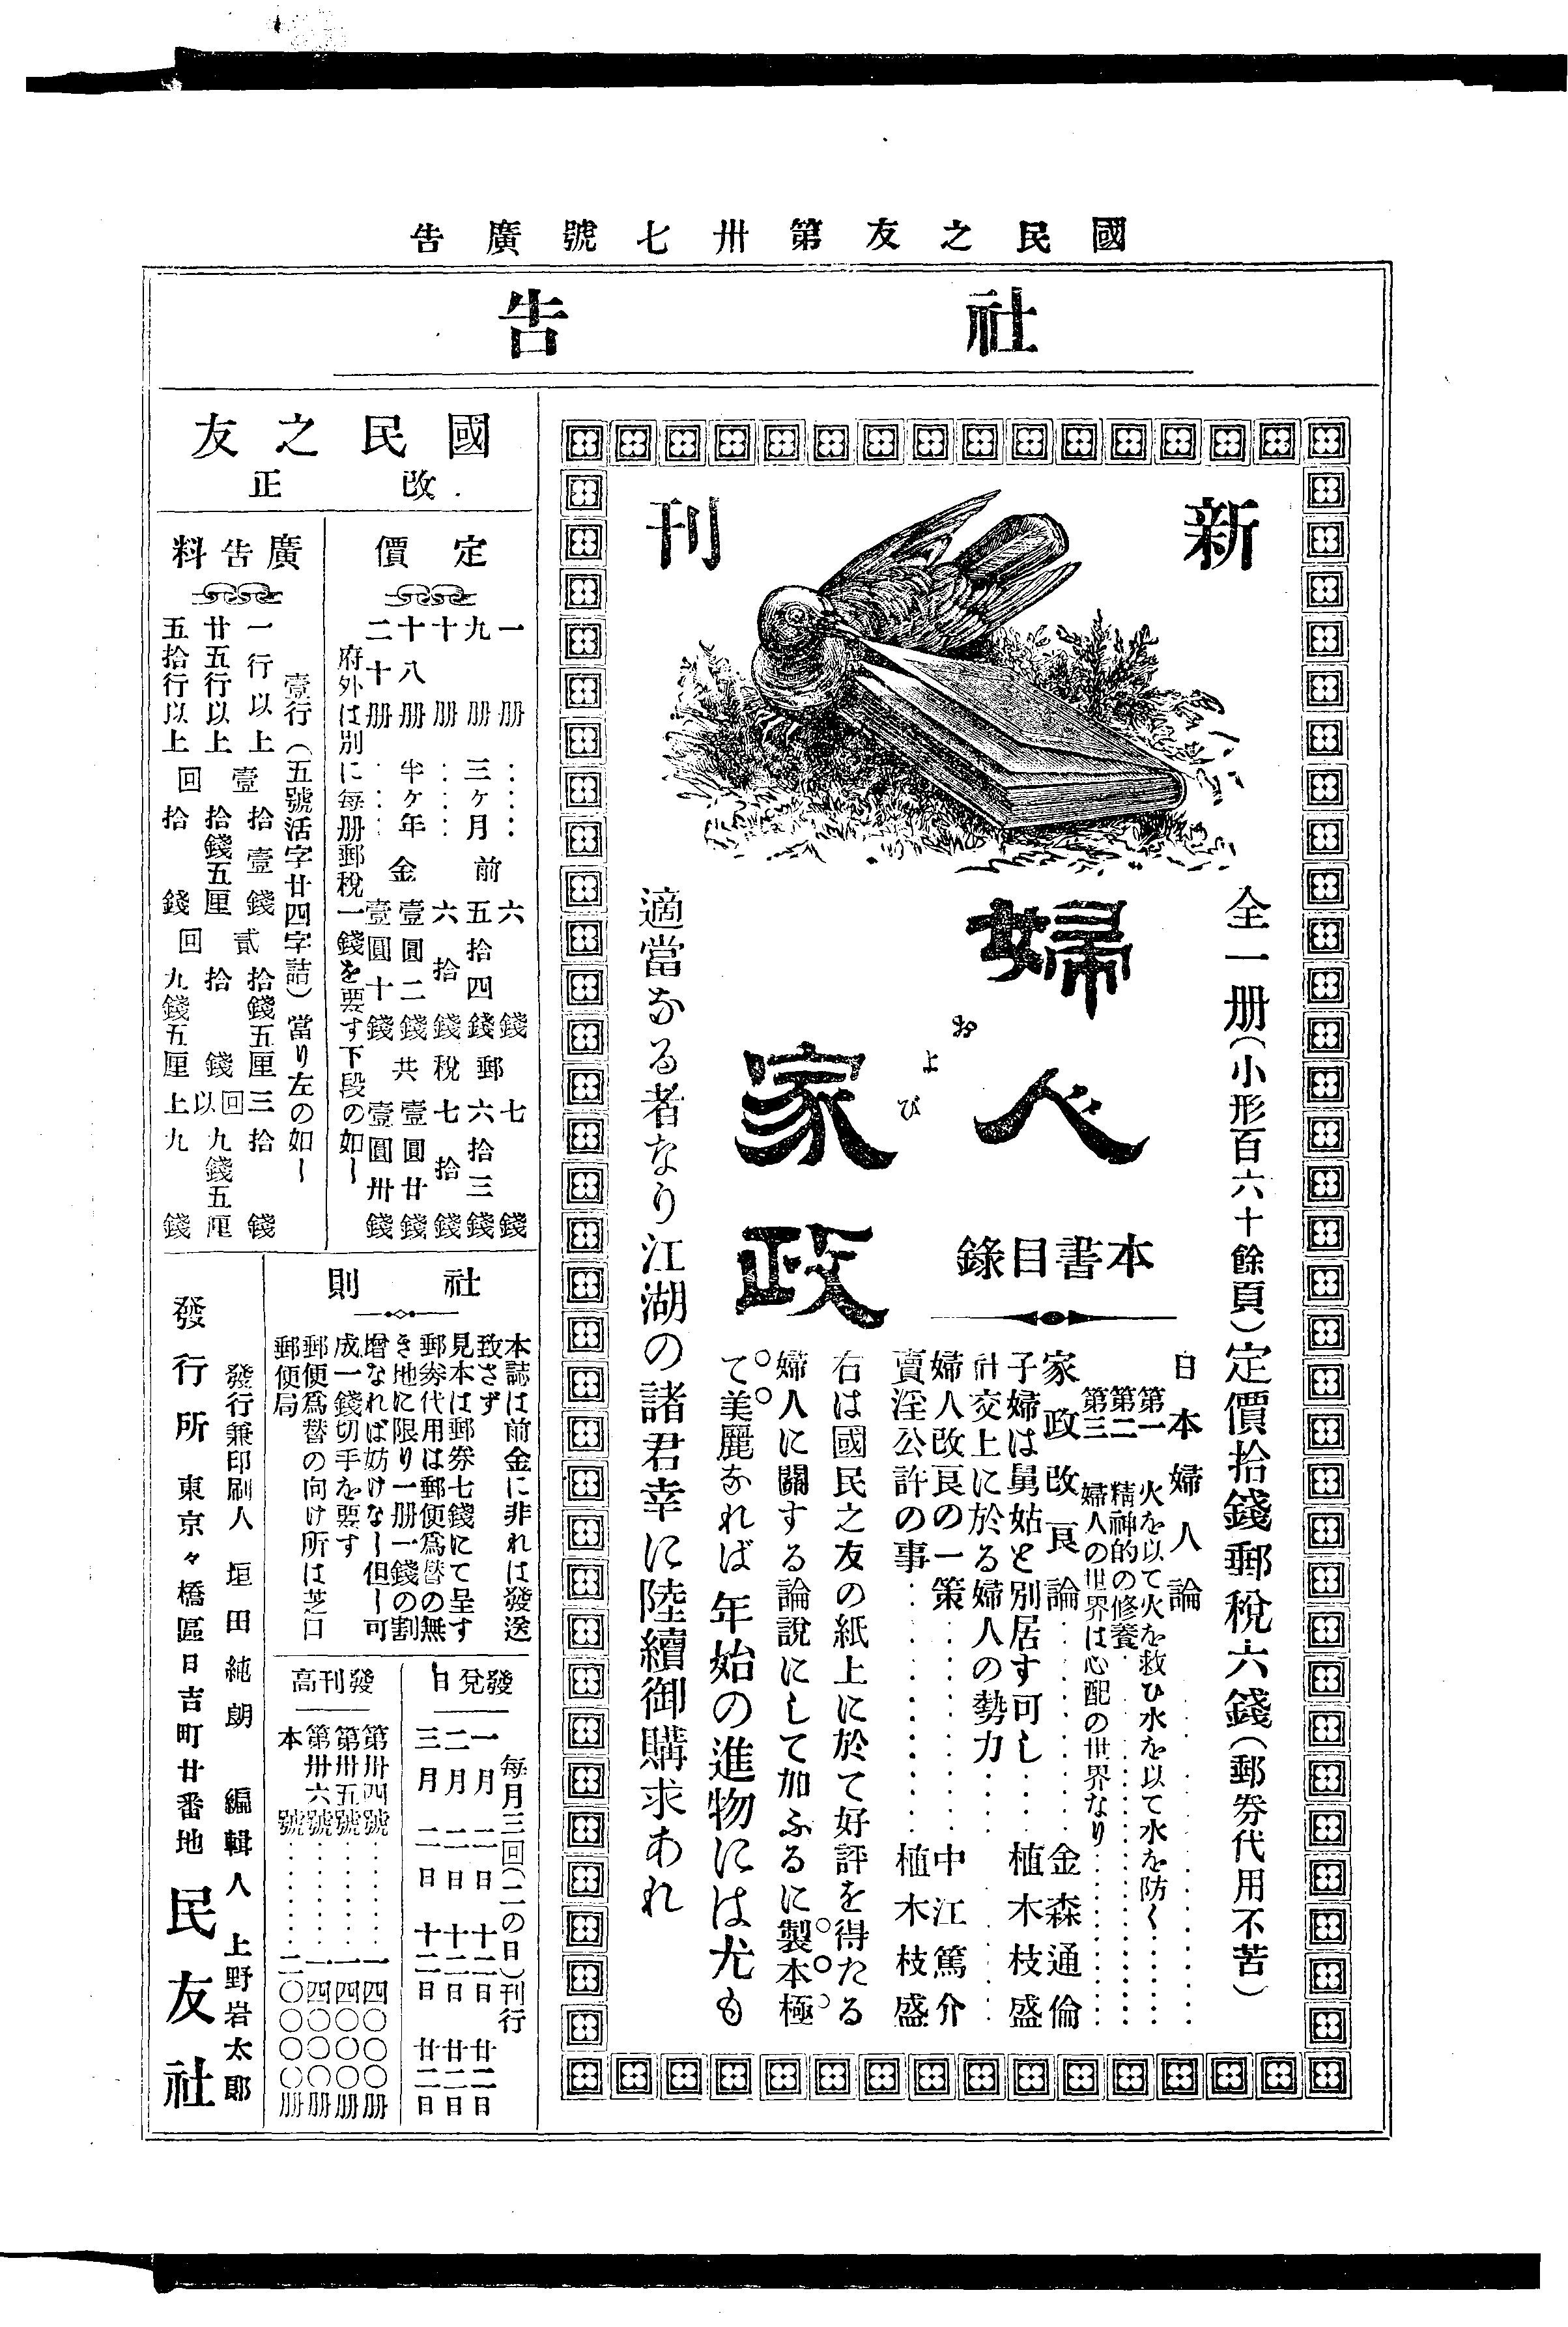 國民之友第卅七號廣告
社告
新刊
全一册(小形百六十餘頁)定價拾錢郵稅六錢(郵劵代用不苦)
婦人
および
家政
本書目錄
日本婦人論
第一 火を以て火を救ひ水を以て水を防く
第二 精神的の修養
第三 婦人の世界は心配の世界なり
家政改良論 金森通倫
子婦は舅姑と別居す可し 植木枝盛
社交上に於る婦人の勢力
婦人改良の一策 中江篤介
賣淫公許の事 植木枝盛
右は國民之友の紙上に於て好評を得たる
婦人に關する論說にして加ふるに製本極
て美麗なれば年始の進物には尤も
適當なる者なり江湖の諸君幸に陸續御購求あれ
國民之友
改正
定價
一册 六錢 七錢
九册 三ケ月前 五拾四錢郵 六拾三錢
十册 六拾錢稅 七拾錢
十八册 半ケ年金 壹圓二錢共 壹圓廿錢
二十册 壹圓十錢 壹圓卅錢
府外は別に每册郵稅一錢を要す下段の如し
廣告料
壹行(五號活字廿四字詰)當り左の如し
一行以上 壹 拾壹錢 貳 拾錢五厘 三 拾錢
廿五行以上 拾錢五厘 拾錢 回 九錢五厘
五拾行以上 回 拾錢 回 九錢五厘 以上 九錢
社則
本誌は前金に非れは發送
致さず
見本は郵劵七錢にて呈す
郵劵代用は郵便爲替の無
き地に限り一册一錢の割
增なれば妨けなし但し可
成一錢切手を要す
郵便爲替の向け所は芝口
郵便局
發兌日
每月三回(二の日)刊行
一月 二日 十二日 廿二日
二月 二日 十二日 廿二日
三月 二日 十二日 廿二日
發刊高
第卅四號 一四〇〇〇册
第卅五號 一四〇〇〇册
第卅六號 一四〇〇〇册
本號 二〇〇〇〇册
發行兼印刷人 垣田純朗 編輯人 上野岩太郞
發行所 東京々橋區日吉町廿番地 民友社